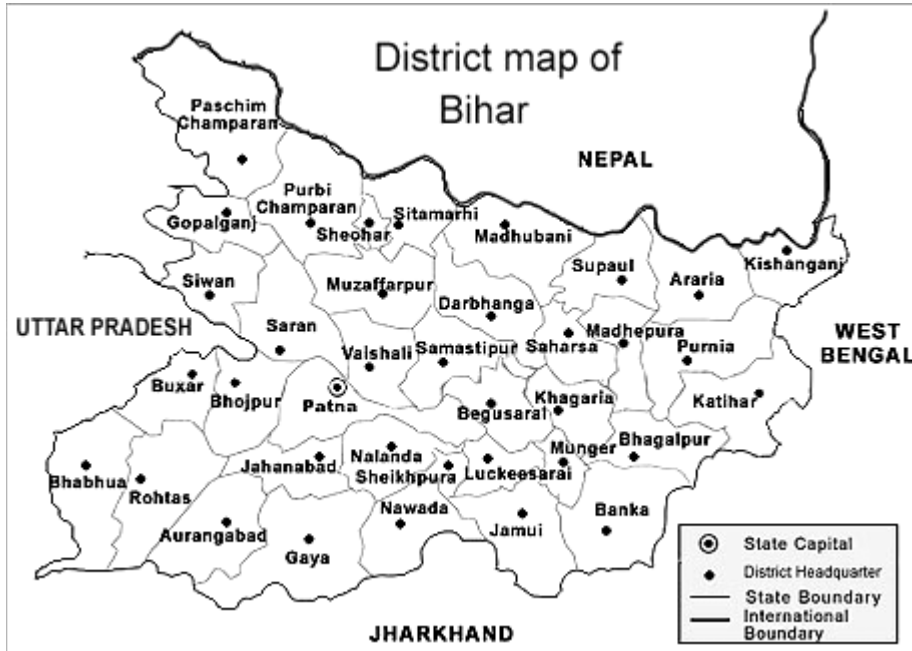 District map of
Bihar
Paschim
Champaran
NEPAL
Purbi
Champaran
Gopalganj
Sheohar
Sitamarhi
Madhubani
Kishanganj
Supaul
Araria
Siwan
Muzaffarpur
Darbhanga
UTTAR PRADESH
Saran
Madhepura
WEST
BENGAL
Vaishali
Samastipur
Saharsa
Purnia
Buxar
Bhojpur
Patna
Begusarai
Khagaria
Katihar
Bhagalpur
Jahanabad
Nalanda
Munger
Bhabhua
Rohtas
Sheikhpura
Luckeesarai
Nawada
Banka
Aurangabad
Jamui
Gaya
State Capital
District Headquarter
State Boundary
International
Boundary
JHARKHAND